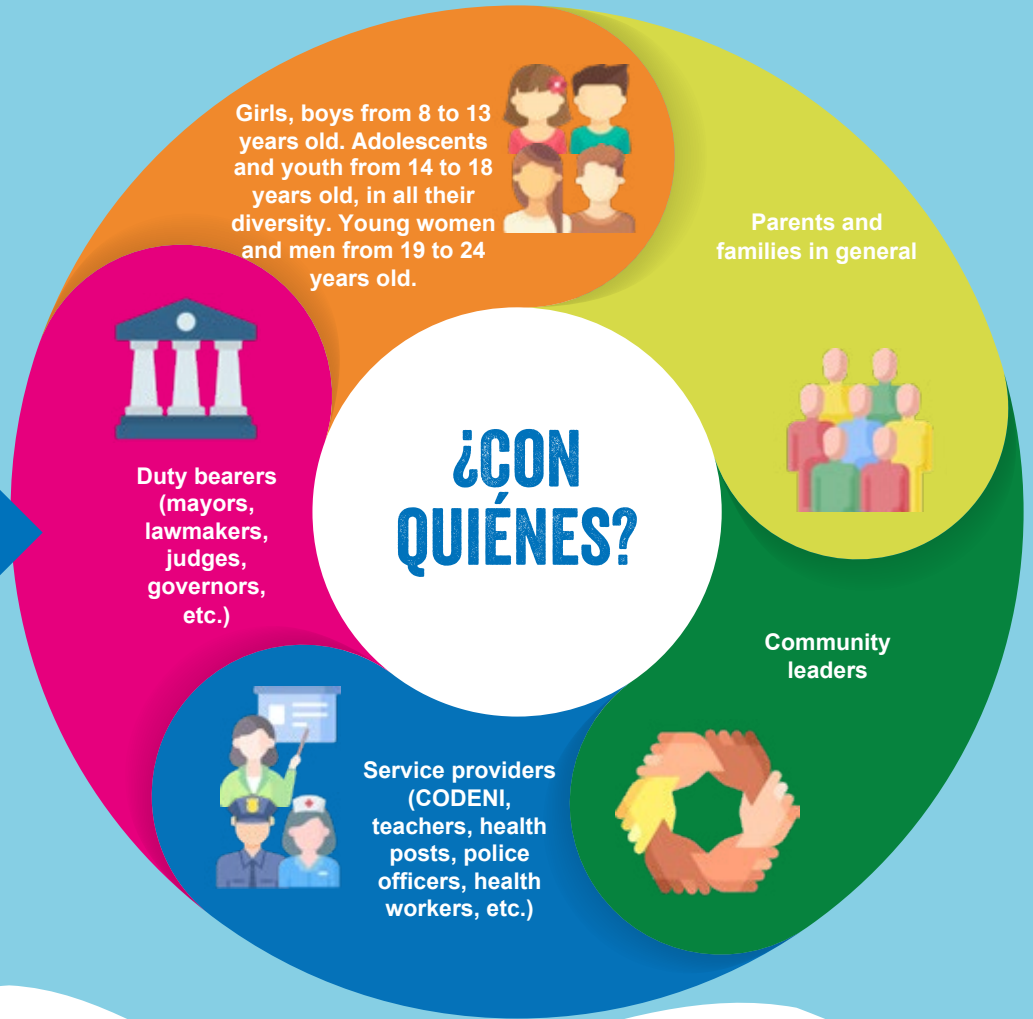 Girls, boys from 8 to 13
years old. Adolescents
and youth from 14 to 18
years old, in all their
diversity. Young women
and men from 19 to 24
years old.
Parents and
families in general
¿CON
QUIÉNES?
Duty bearers
(mayors,
lawmakers,
judges,
governors,
etc.)
Community
leaders
Service providers
(CODENI,
teachers, health
posts, police
officers, health
workers, etc.)